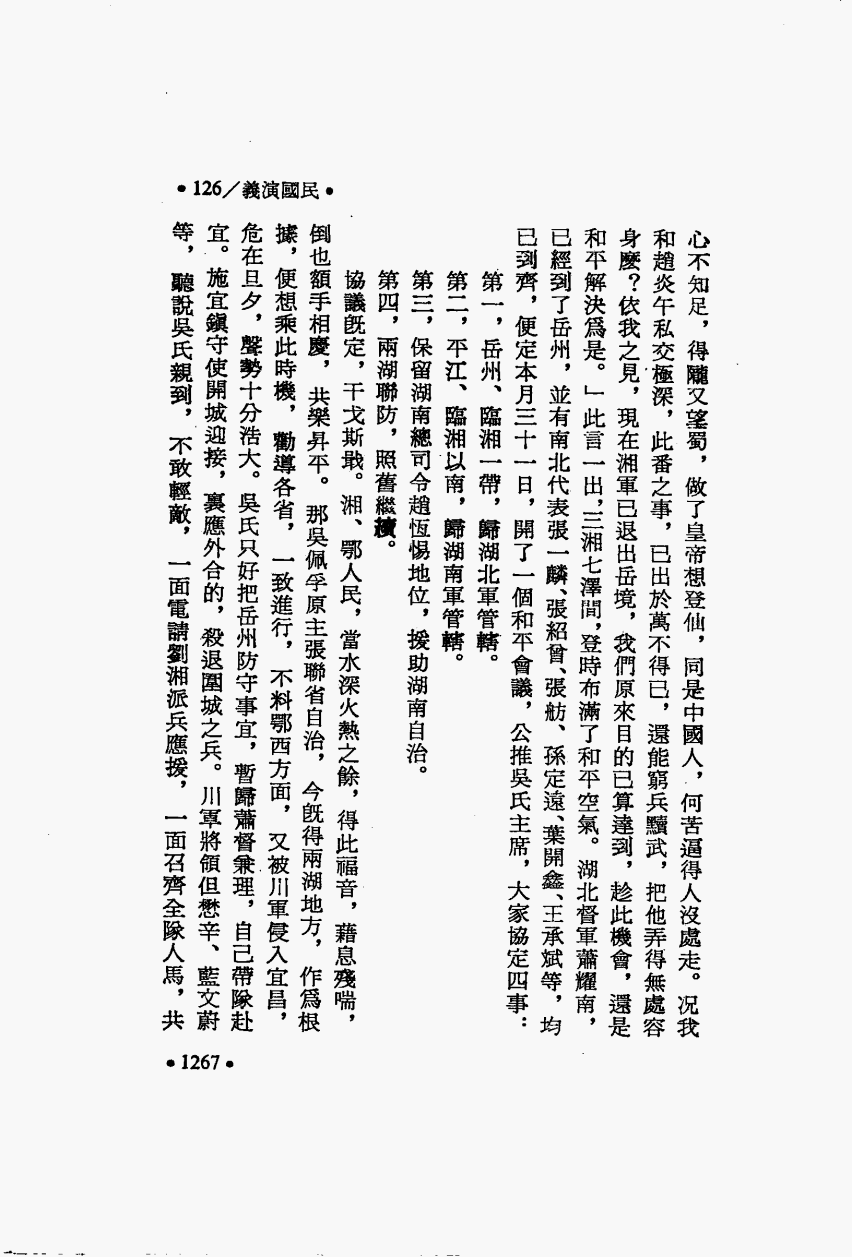 •126/義演國民•
心不知足，得隴又望蜀，做了皇帝想登仙，同是中國人，何苦逼得人沒處走。况我
和趙炎午私交極深，此番之事，已出於萬不得已，還能窮兵黷武，把他弄得無處容
身麼？依我之見，現在湘軍已退出岳境，我們原來目的已算達到，趁此機會，還是
和平解決爲是。」此言一出，三湘七澤間，登時布滿了和平空氣。湖北督軍蕭耀南，
已經到了岳州，並有南北代表張一麟、張紹曾、張舫、孫定遠、葉開鑫、王承斌等，均
已到齊，便定本月三十一日，開了一個和平會議，公推吳氏主席，大家協定四事：
第一，岳州、臨湘一帶，歸湖北軍管轄。
第二，平江、臨湘以南，歸湖南軍管轄。
第三，保留湖南總司令趙恆惕地位，援助湖南自治。
第四，兩湖聯防，照舊繼續。
協議旣定，干戈斯戢。湘、鄂人民，當水深火熱之餘，得此福音，藉息殘喘，
倒也額手相慶，共樂昇平。那吳佩孚原主張聯省自治，今旣得兩湖地方，作爲根
據，便想乘此時機，勸導各省，一致進行，不料鄂西方面，又被川軍侵入宜昌，
危在旦夕，聲勢十分浩大。吳氏只好把岳州防守事宜，暫歸蕭督兼理，自己帶隊赴
宜。施宜鎭守使開城迎接，裏應外合的，殺退圍城之兵。川軍將領但懋辛、藍文蔚
等，聽說吳氏親到，不敢輕敵，一面電請劉湘派兵應援，一面召齊全隊人馬，共
•1267•